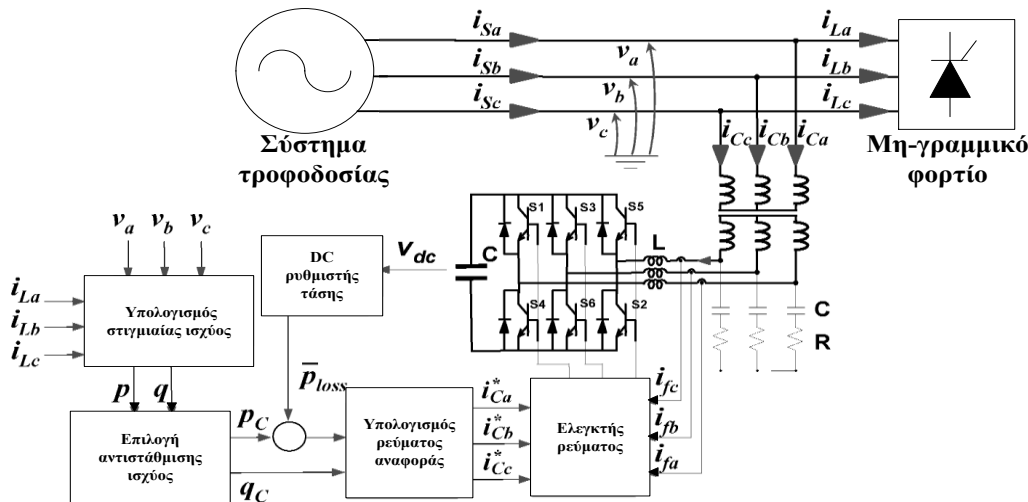 i_Sa
i_La
v_a
i_Sb
i_Lb
v_b
i_Sc
i_Lc
v_c
i_Cc
i_Cb
i_Ca
Σύστημα
τροφοδοσίας
Μη-γραμμικό
φορτίο
v_a
v_b
v_c
DC
ρυθμιστής
τάσης
V_dc
C
S1
S3
S5
S4
S6
S2
L
C
R
i_La
i_Lb
i_Lc
Υπολογισμός
στιγμιαίας ισχύος
p
q
p̅_loss
Επιλογή
αντιστάθμισης
ισχύος
p_C
q_C
Υπολογισμός
ρεύματος
αναφοράς
i*_Ca
i*_Cb
i*_Cc
Ελεγκτής
ρεύματος
i_fc
i_fb
i_fa